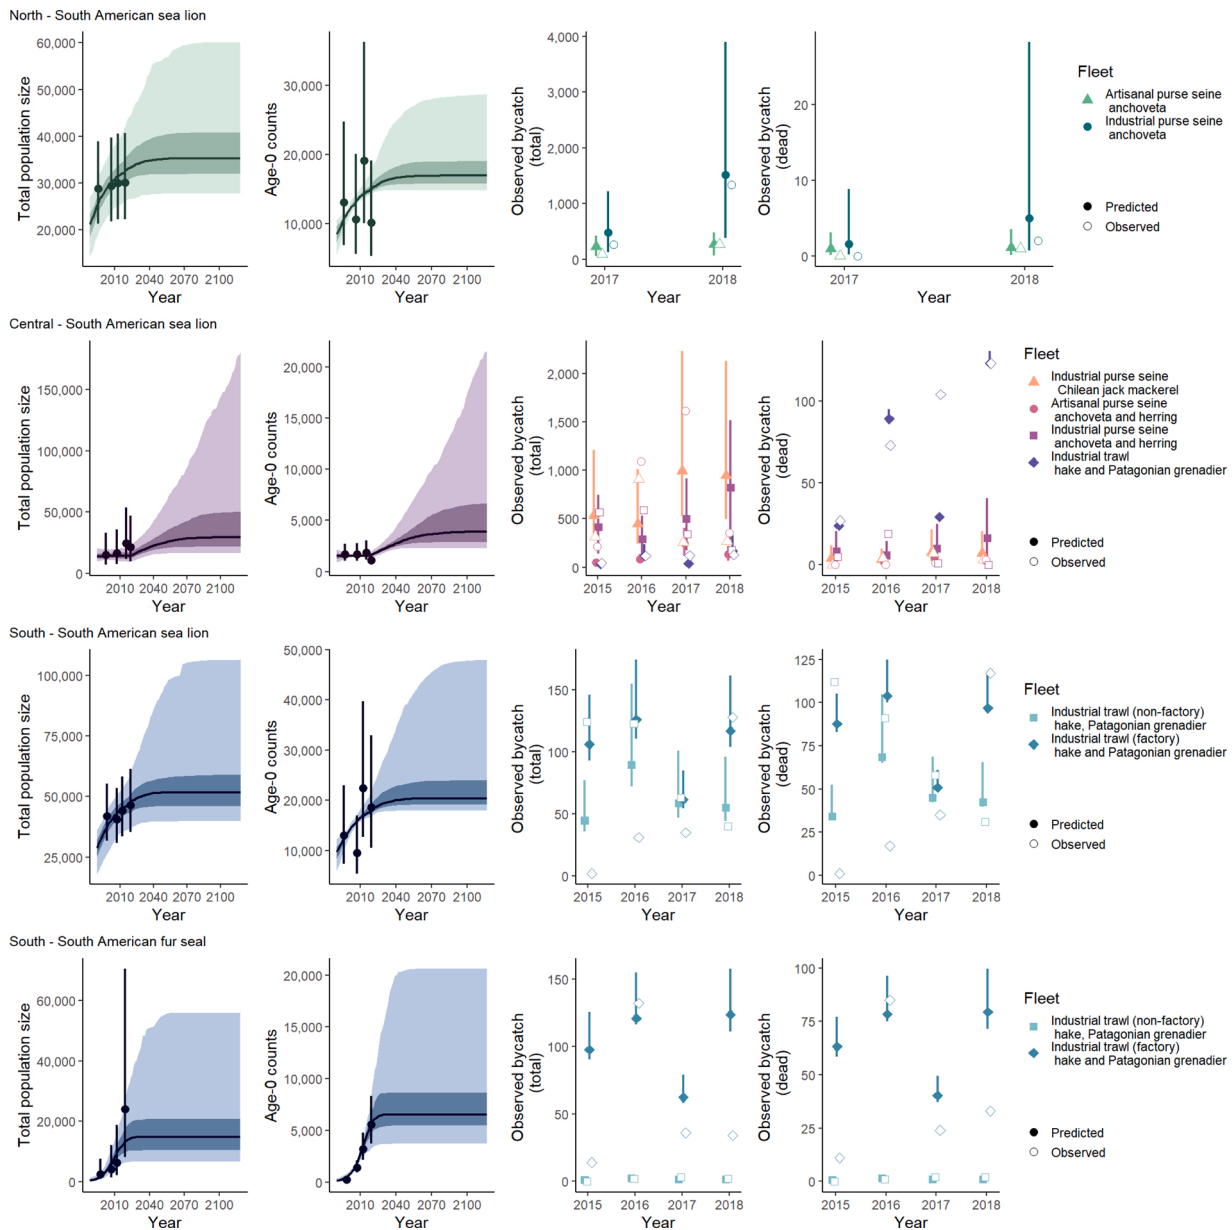 North - South American sea lion
Total population size
60,000
50,000
40,000
30,000
20,000
2010 2040 2070 2100
Year
Age-0 counts
30,000
20,000
10,000
2010 2040 2070 2100
Year
Observed bycatch
(total)
4,000
3,000
2,000
1,000
0
2017 2018
Year
Observed bycatch
(dead)
20
10
0
2017 2018
Year
Fleet
Artisanal purse seine
anchoveta
Industrial purse seine
anchoveta
Predicted
Observed
Central - South American sea lion
Total population size
150,000
100,000
50,000
0
2010 2040 2070 2100
Year
Age-0 counts
20,000
15,000
10,000
5,000
0
2010 2040 2070 2100
Year
Observed bycatch
(total)
2,000
1,500
1,000
500
0
2015 2016 2017 2018
Year
Observed bycatch
(dead)
100
50
0
2015 2016 2017 2018
Year
Fleet
Industrial purse seine
Chilean jack mackerel
Artisanal purse seine
anchoveta and herring
Industrial purse seine
anchoveta and herring
Industrial trawl
hake and Patagonian grenadier
Predicted
Observed
South - South American sea lion
Total population size
100,000
75,000
50,000
25,000
2010 2040 2070 2100
Year
Age-0 counts
50,000
40,000
30,000
20,000
10,000
2010 2040 2070 2100
Year
Observed bycatch
(total)
150
100
50
0
2015 2016 2017 2018
Year
Observed bycatch
(dead)
125
100
75
50
25
0
2015 2016 2017 2018
Year
Fleet
Industrial trawl (non-factory)
hake, Patagonian grenadier
Industrial trawl (factory)
hake and Patagonian grenadier
Predicted
Observed
South - South American fur seal
Total population size
60,000
40,000
20,000
0
2010 2040 2070 2100
Year
Age-0 counts
20,000
15,000
10,000
5,000
0
2010 2040 2070 2100
Year
Observed bycatch
(total)
150
100
50
0
2015 2016 2017 2018
Year
Observed bycatch
(dead)
100
75
50
25
0
2015 2016 2017 2018
Year
Fleet
Industrial trawl (non-factory)
hake, Patagonian grenadier
Industrial trawl (factory)
hake and Patagonian grenadier
Predicted
Observed